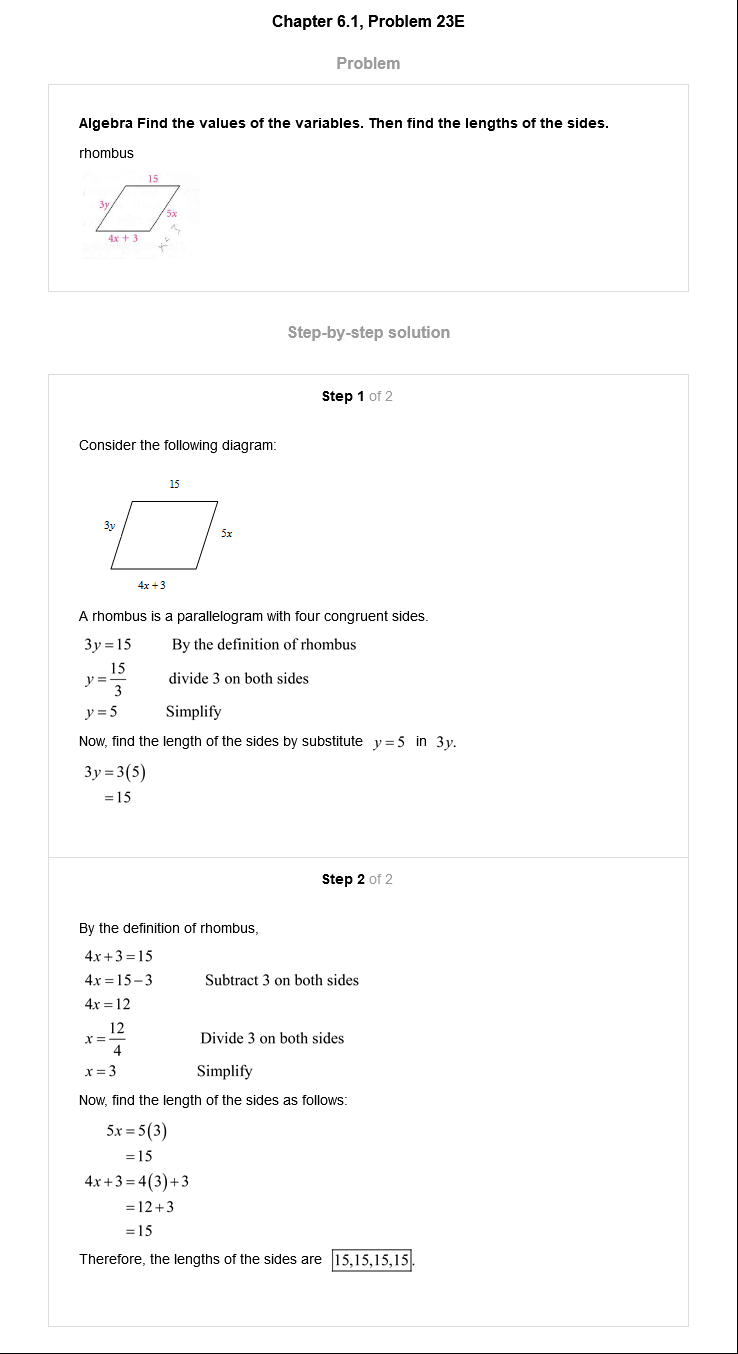 Chapter 6.1, Problem 23E
Problem
Algebra Find the values of the variables. Then find the lengths of the sides.
rhombus
15
3y
5x
4x + 3
x = 3
Step-by-step solution
Step 1 of 2
Consider the following diagram:
15
3y
5x
4x+3
A rhombus is a parallelogram with four congruent sides.
3y = 15 By the definition of rhombus
y = 15/3 divide 3 on both sides
y = 5 Simplify
Now, find the length of the sides by substitute y = 5 in 3y.
3y = 3(5)
= 15
Step 2 of 2
By the definition of rhombus,
4x + 3 = 15
4x = 15 − 3 Subtract 3 on both sides
4x = 12
x = 12/4 Divide 3 on both sides
x = 3 Simplify
Now, find the length of the sides as follows:
5x = 5(3)
= 15
4x + 3 = 4(3) + 3
= 12 + 3
= 15
Therefore, the lengths of the sides are 15,15,15,15.